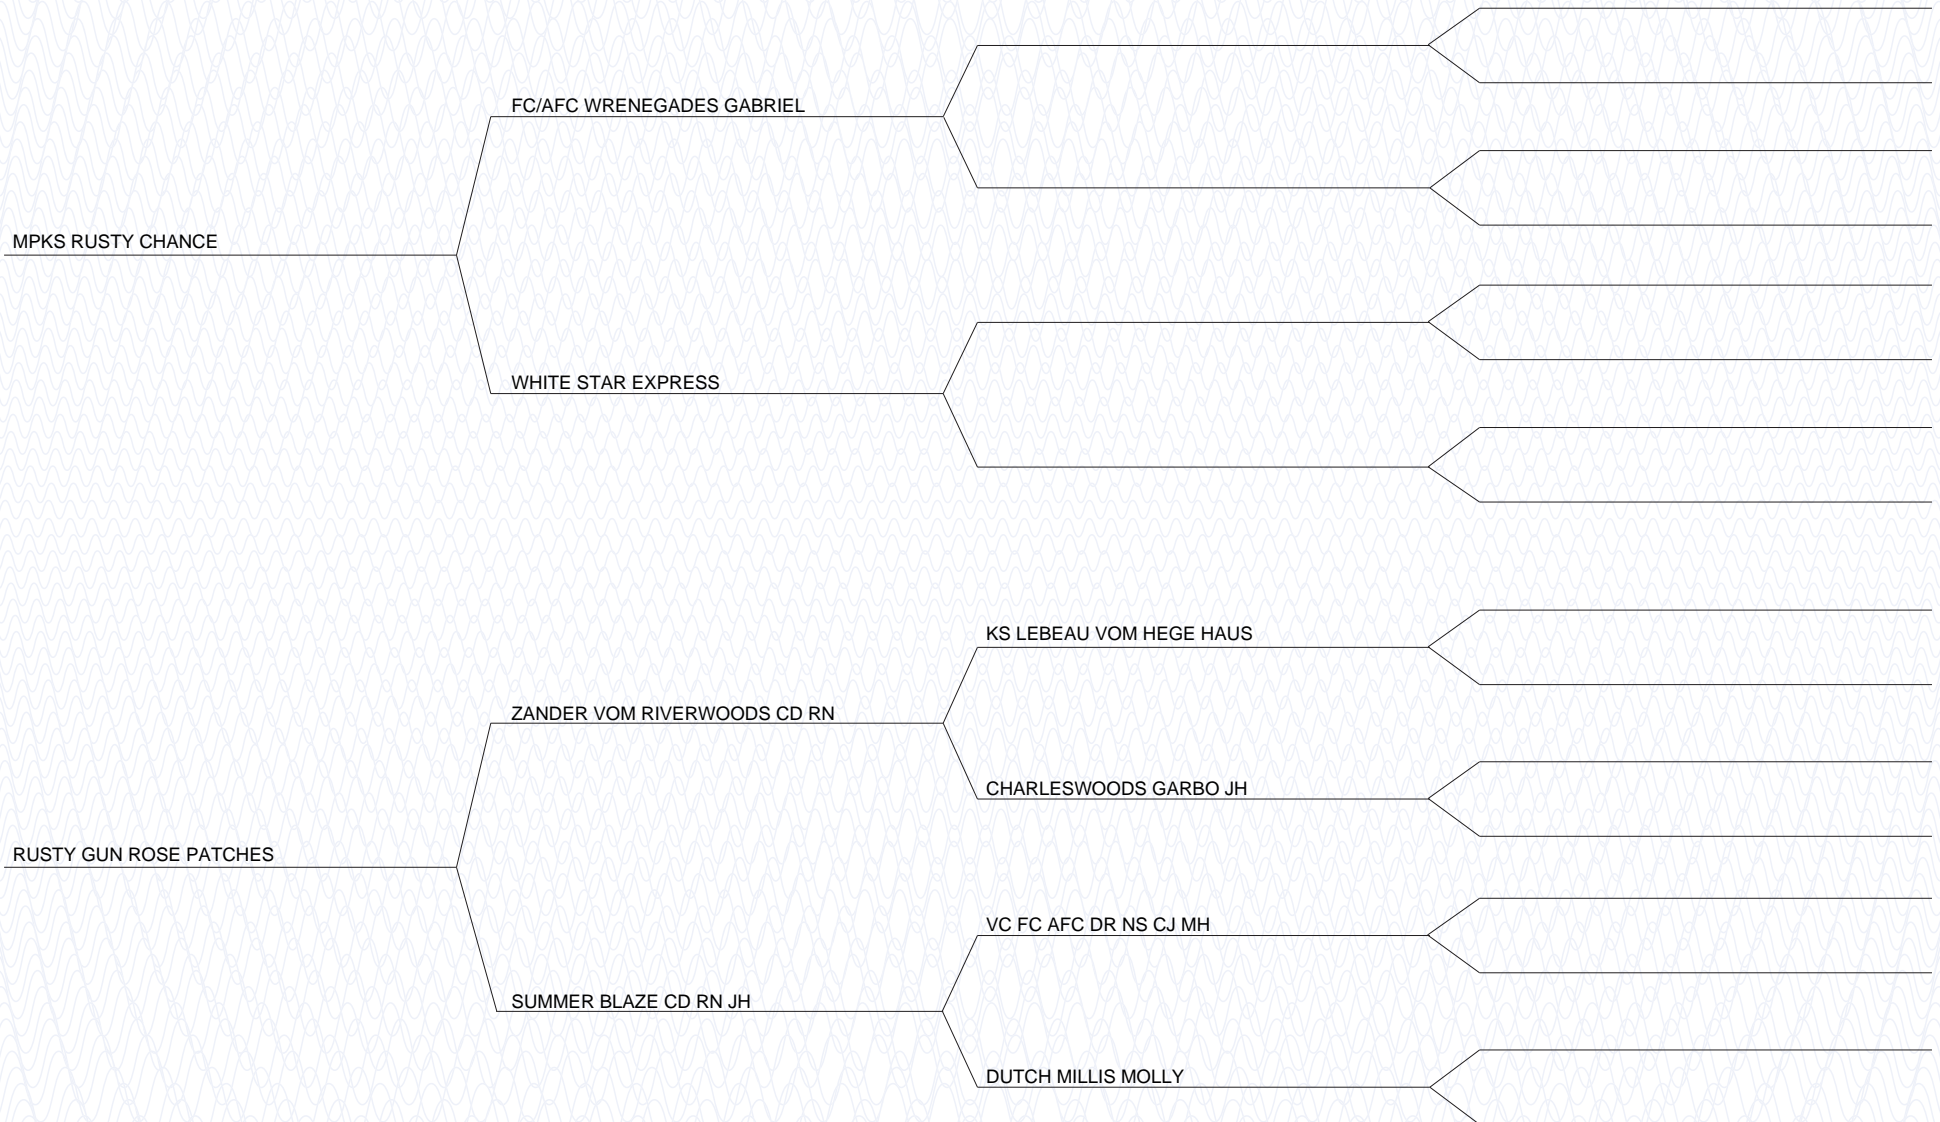 FC/AFC WRENEGADES GABRIEL
MPKS RUSTY CHANCE
WHITE STAR EXPRESS
KS LEBEAU VOM HEGE HAUS
ZANDER VOM RIVERWOODS CD RN
CHARLESWOODS GARBO JH
RUSTY GUN ROSE PATCHES
VC FC AFC DR NS CJ MH
SUMMER BLAZE CD RN JH
DUTCH MILLIS MOLLY